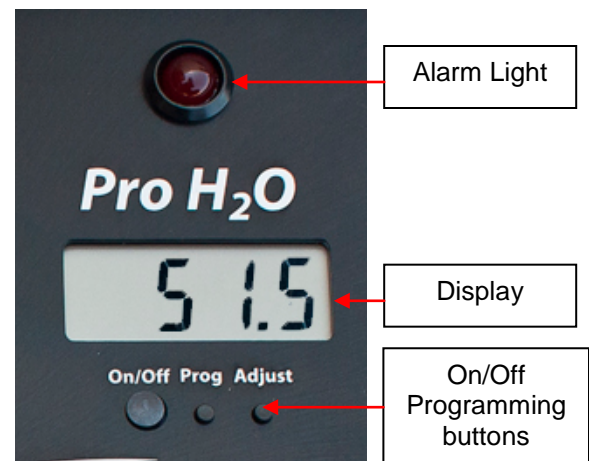 Alarm Light
Pro H₂O
51.5
Display
On/Off Prog Adjust
On/Off
Programming
buttons